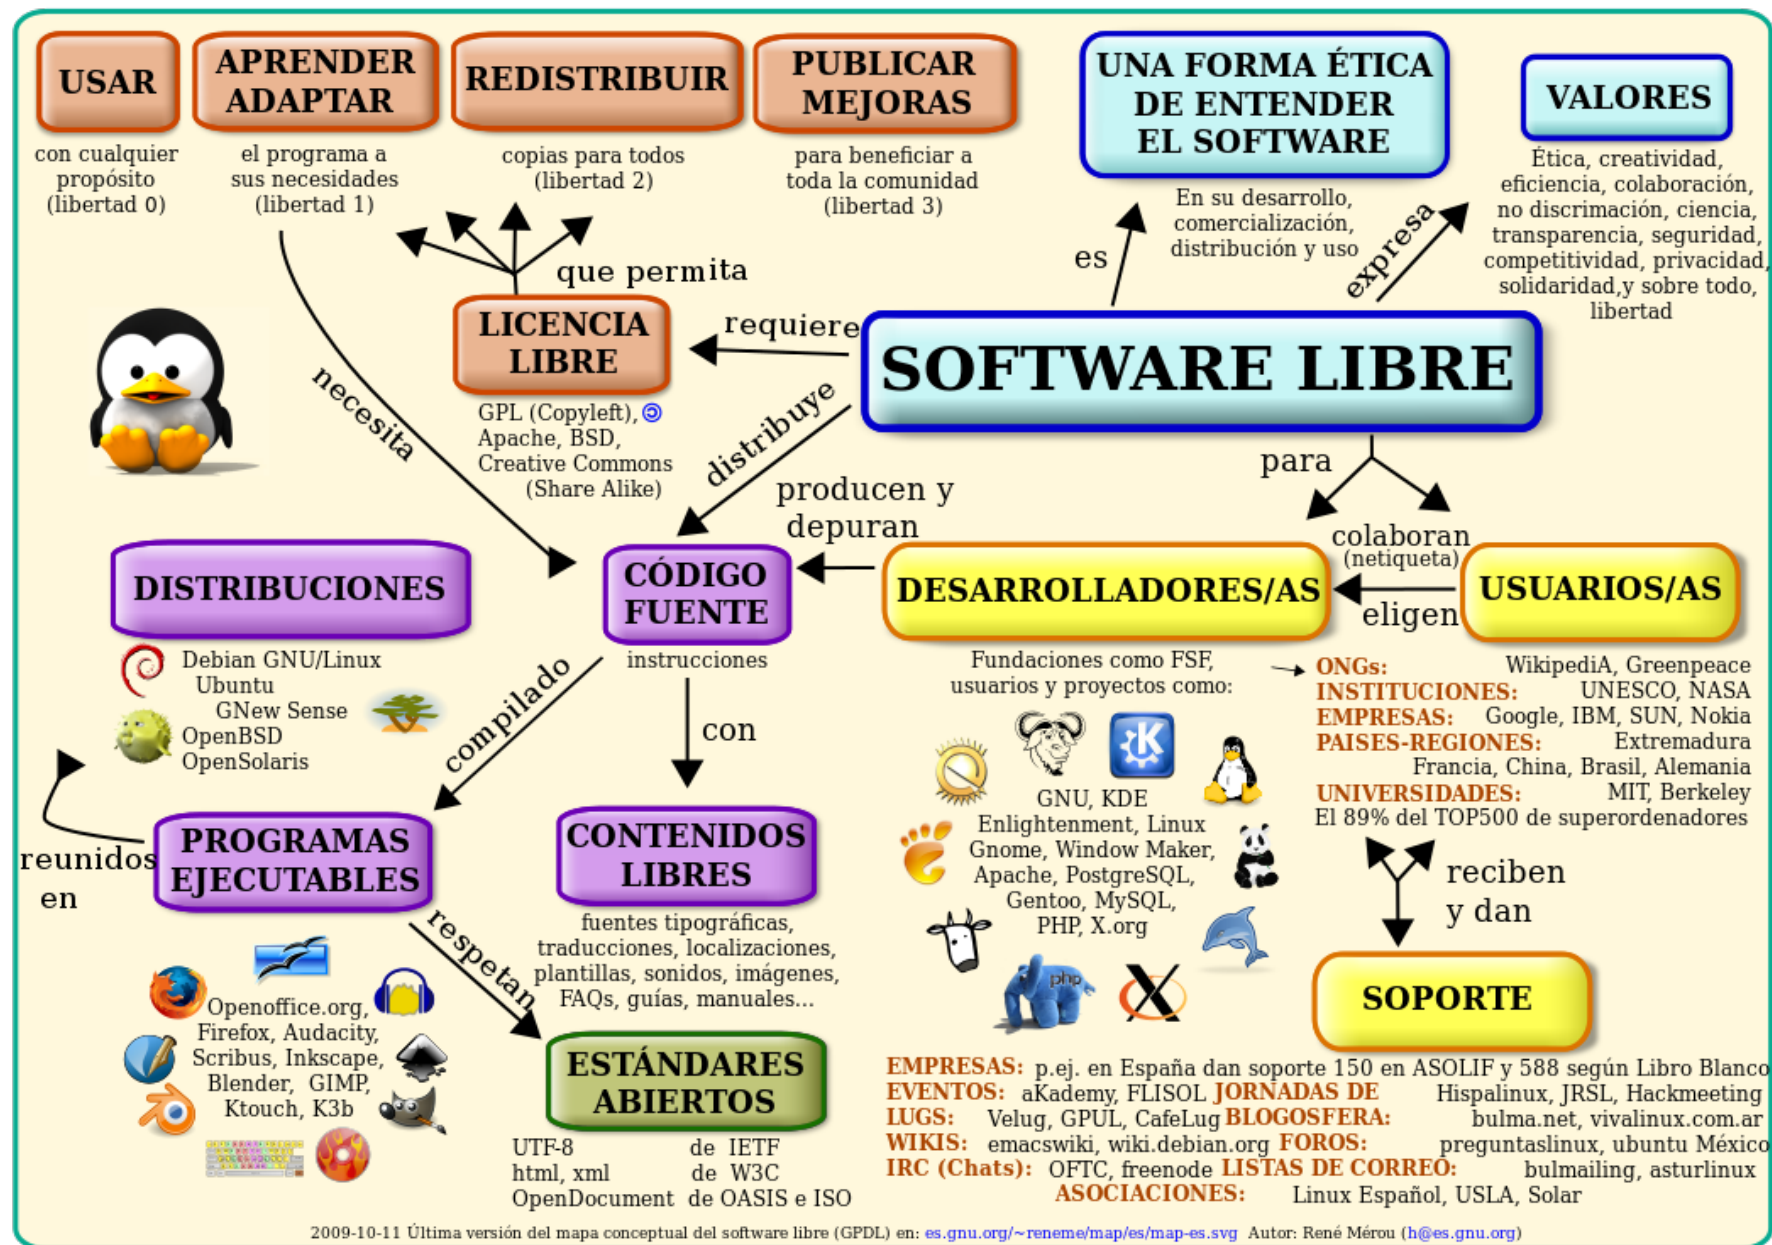 USAR
con cualquier
propósito
(libertad 0)
APRENDER
ADAPTAR
el programa a
sus necesidades
(libertad 1)
REDISTRIBUIR
copias para todos
(libertad 2)
PUBLICAR
MEJORAS
para beneficiar a
toda la comunidad
(libertad 3)
UNA FORMA ÉTICA
DE ENTENDER
EL SOFTWARE
En su desarrollo,
comercialización,
distribución y uso
VALORES
Ética, creatividad,
eficiencia, colaboración,
no discrimación, ciencia,
transparencia, seguridad,
competitividad, privacidad,
solidaridad,y sobre todo,
libertad
es
expresa
que permita
LICENCIA
LIBRE
GPL (Copyleft),
Apache, BSD,
Creative Commons
(Share Alike)
requiere
SOFTWARE LIBRE
necesita
distribuye
para
producen y
depuran
colaboran
(netiqueta)
eligen
DISTRIBUCIONES
Debian GNU/Linux
Ubuntu
GNew Sense
OpenBSD
OpenSolaris
CÓDIGO
FUENTE
instrucciones
DESARROLLADORES/AS
Fundaciones como FSF,
usuarios y proyectos como:
GNU, KDE
Enlightenment, Linux
Gnome, Window Maker,
Apache, PostgreSQL,
Gentoo, MySQL,
PHP, X.org
php
USUARIOS/AS
ONGs: WikipediA, Greenpeace
INSTITUCIONES: UNESCO, NASA
EMPRESAS: Google, IBM, SUN, Nokia
PAISES-REGIONES: Extremadura
Francia, China, Brasil, Alemania
UNIVERSIDADES: MIT, Berkeley
El 89% del TOP500 de superordenadores
compilado
con
reunidos
en
PROGRAMAS
EJECUTABLES
Openoffice.org,
Firefox, Audacity,
Scribus, Inkscape,
Blender, GIMP,
Ktouch, K3b
respetan
CONTENIDOS
LIBRES
fuentes tipográficas,
traducciones, localizaciones,
plantillas, sonidos, imágenes,
FAQs, guías, manuales...
ESTÁNDARES
ABIERTOS
UTF-8 de IETF
html, xml de W3C
OpenDocument de OASIS e ISO
reciben
y dan
SOPORTE
EMPRESAS: p.ej. en España dan soporte 150 en ASOLIF y 588 según Libro Blanco
EVENTOS: aKademy, FLISOL JORNADAS DE Hispalinux, JRSL, Hackmeeting
LUGS: Velug, GPUL, CafeLug BLOGOSFERA: bulma.net, vivalinux.com.ar
WIKIS: emacswiki, wiki.debian.org FOROS: preguntaslinux, ubuntu México
IRC (Chats): OFTC, freenode LISTAS DE CORREO: bulmailing, asturlinux
ASOCIACIONES: Linux Español, USLA, Solar
2009-10-11 Última versión del mapa conceptual del software libre (GPDL) en: es.gnu.org/~reneme/map/es/map-es.svg Autor: René Mérou (h@es.gnu.org)